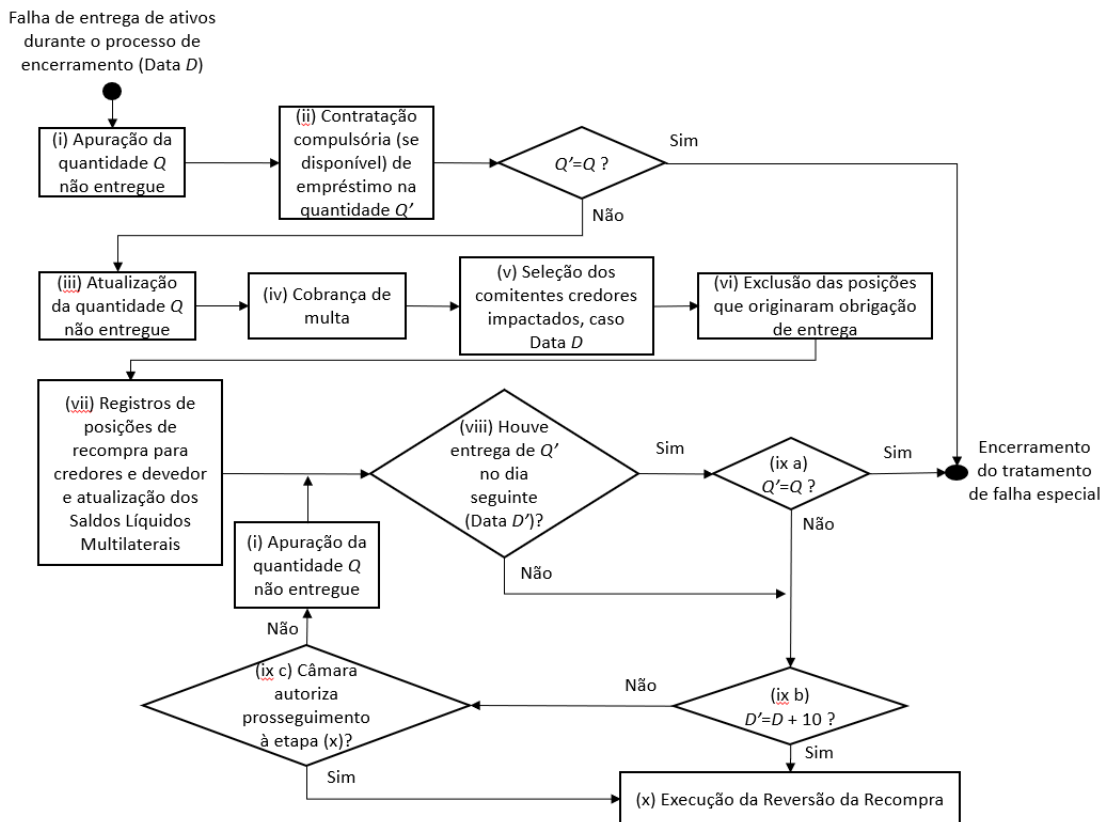 Falha de entrega de ativos
durante o processo de
encerramento (Data D)
(i) Apuração da
quantidade Q
não entregue
(ii) Contratação
compulsória (se
disponível) de
empréstimo na
quantidade Q’
Q’=Q ?
Sim
Não
(iii) Atualização
da quantidade Q
não entregue
(iv) Cobrança de
multa
(v) Seleção dos
comitentes credores
impactados, caso
Data D
(vi) Exclusão das posições
que originaram obrigação
de entrega
(vii) Registros de
posições de
recompra para
credores e devedor
e atualização dos
Saldos Líquidos
Multilaterais
(viii) Houve
entrega de Q’
no dia
seguinte
(Data D’)?
Sim
Não
(ix a)
Q’=Q ?
Sim
Não
Encerramento
do tratamento
de falha especial
(i) Apuração da
quantidade Q
não entregue
Não
(ix c) Câmara
autoriza
prosseguimento
à etapa (x)?
Sim
Não
(ix b)
D’=D + 10 ?
Sim
(x) Execução da Reversão da Recompra